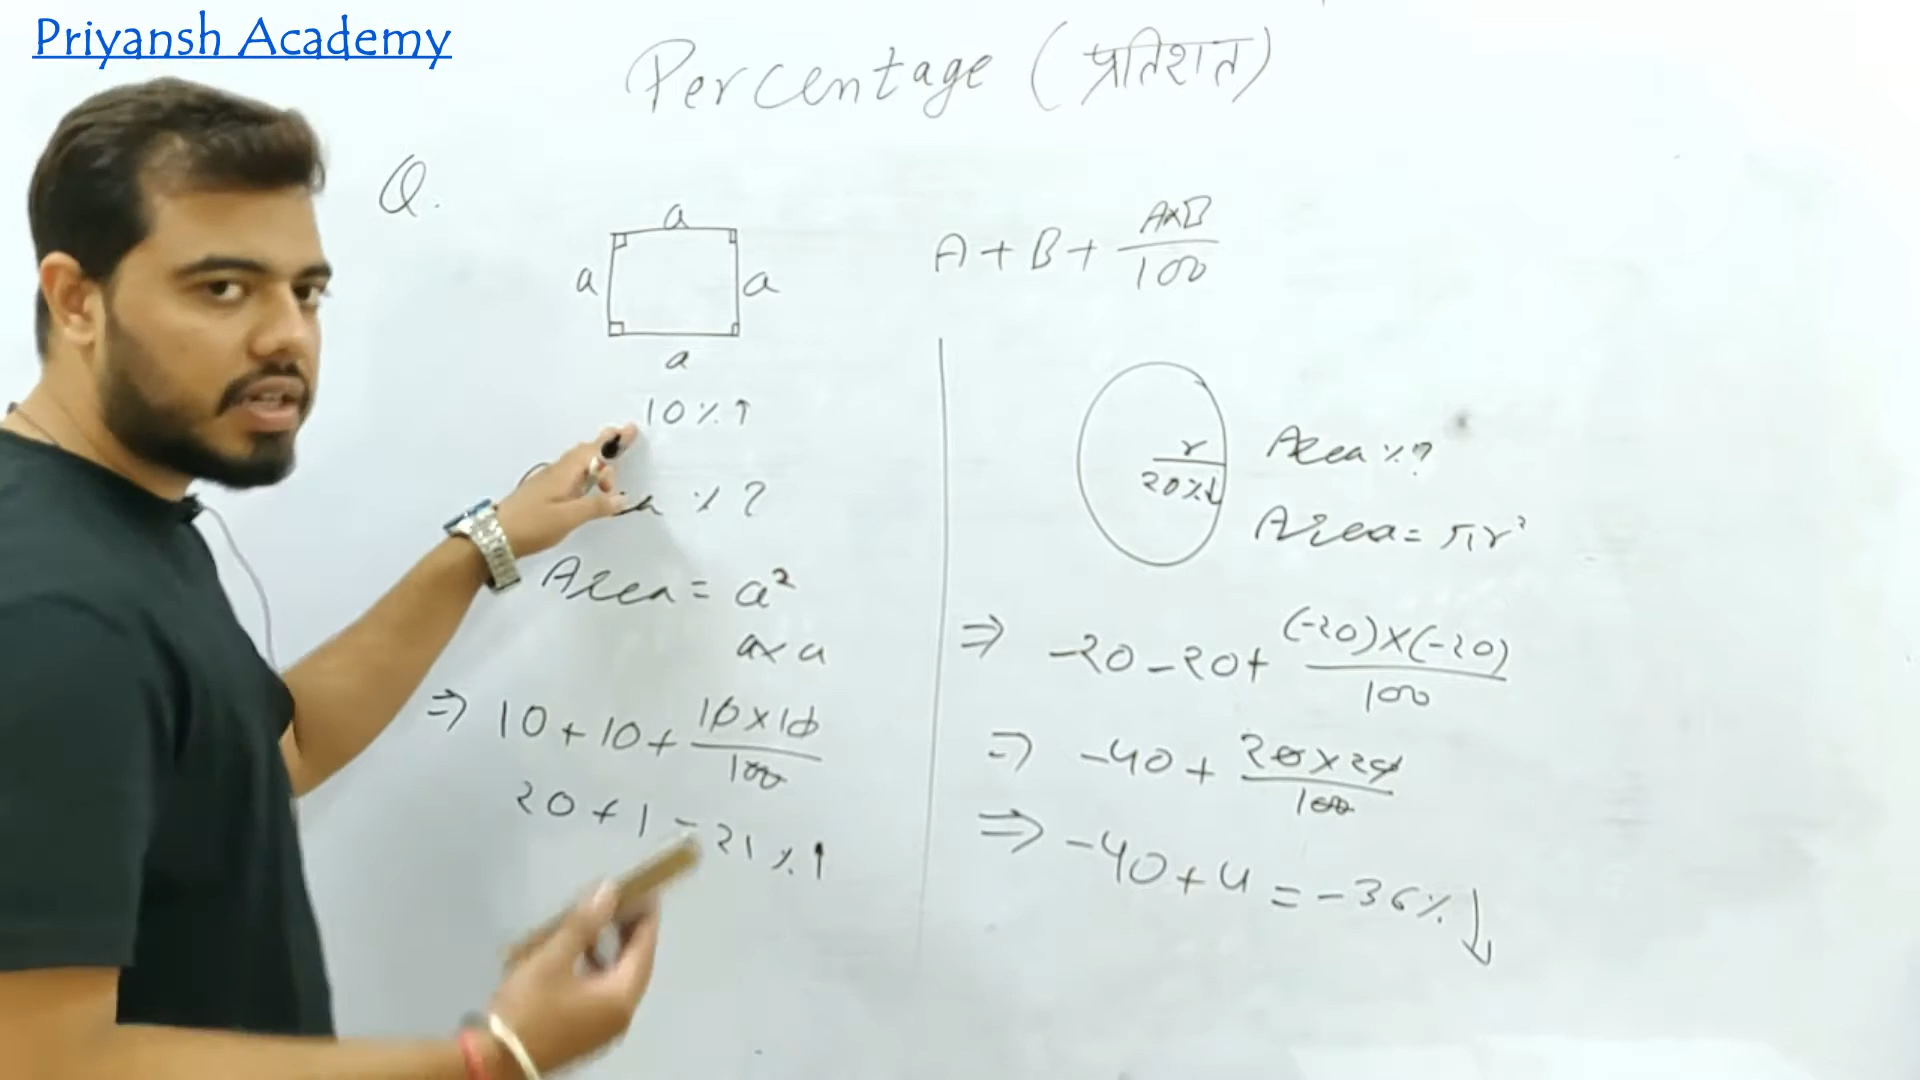 Priyansh Academy
Percentage (प्रतिशत)
Q.
a
a
a
a
10%↑
% ?
Area = a²
a×a
⇒ 10 + 10 + 10×10/100
20 + 1 = 21%↑
A + B + A×B/100
r
20%↓
Area %?
Area = πr²
⇒ -20 - 20 + (-20)×(-20)/100
⇒ -40 + 20×20/100
⇒ -40 + 4 = -36%↓